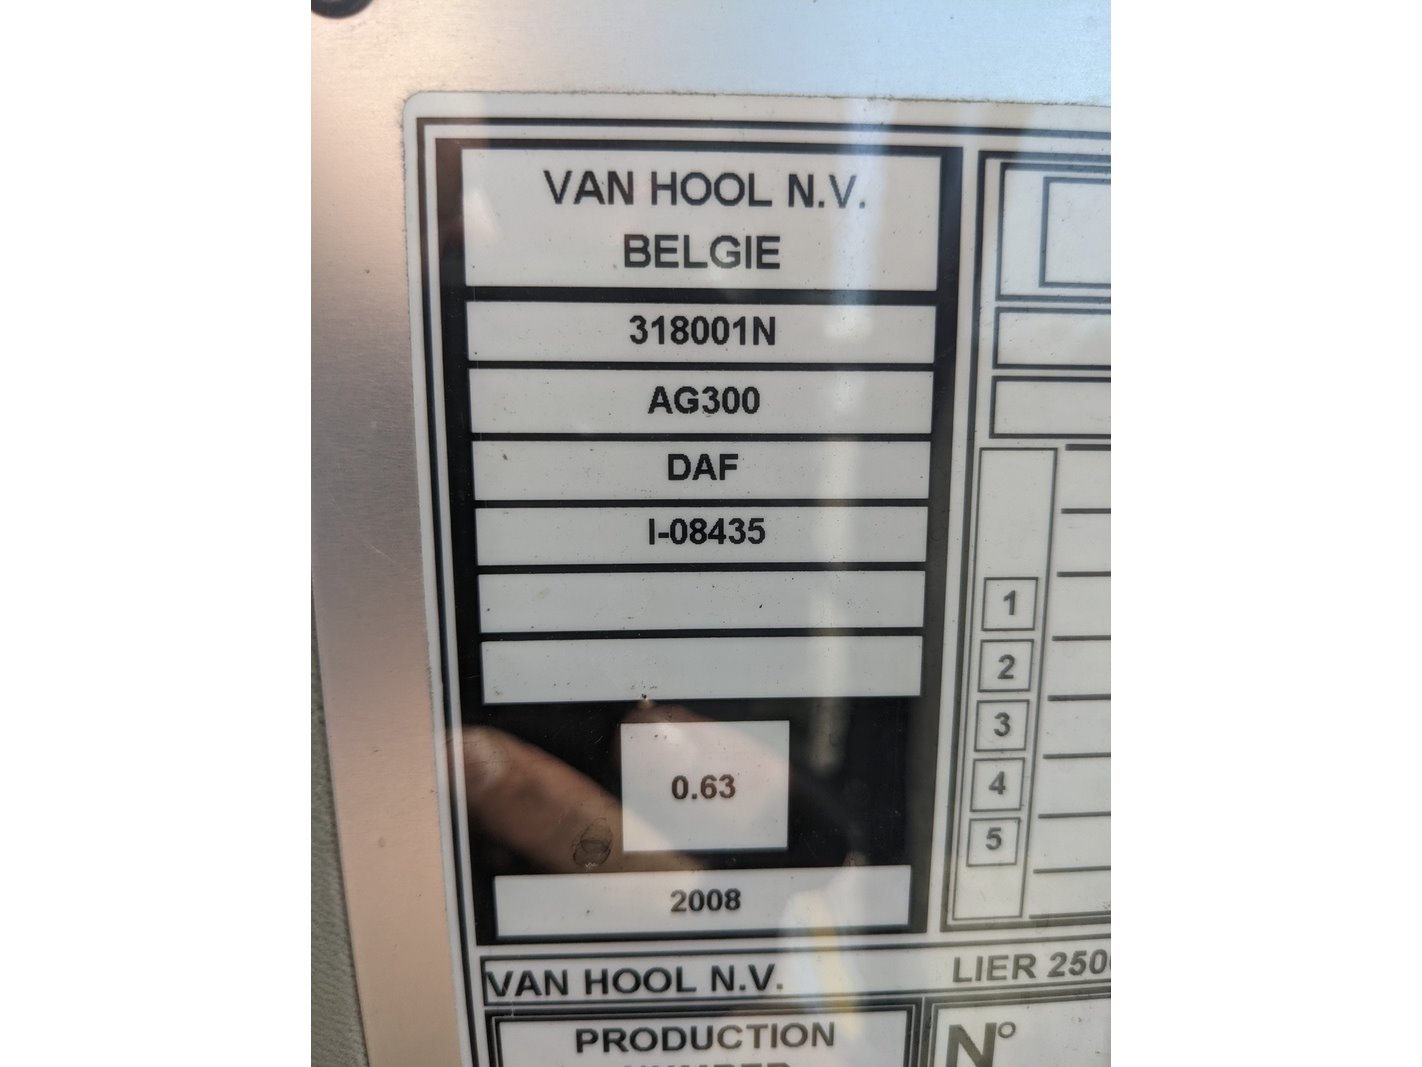 VAN HOOL N.V.
BELGIE
318001N
AG300
DAF
I-08435
0.63
2008
1
2
3
4
5
VAN HOOL N.V.
LIER 250
PRODUCTION
NUMBER
N°